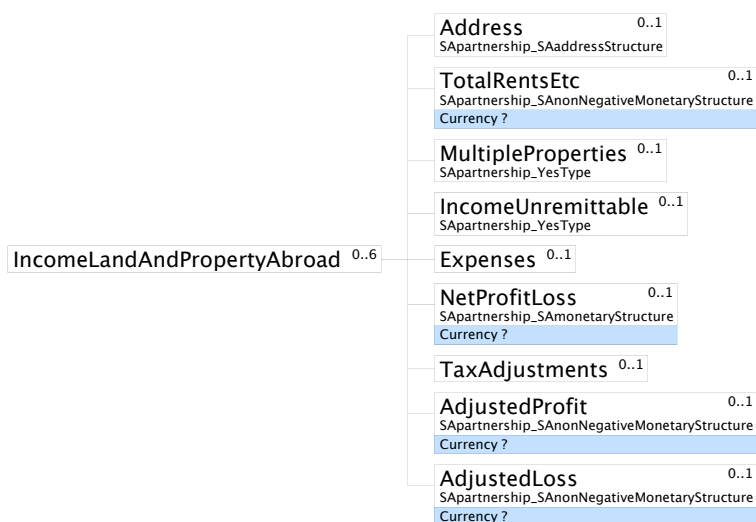 Address 0..1
SApartnership_SAaddressStructure
TotalRentsEtc 0..1
SApartnership_SAnonNegativeMonetaryStructure
Currency ?
MultipleProperties 0..1
SApartnership_YesType
IncomeUnremittable 0..1
SApartnership_YesType
IncomeLandAndPropertyAbroad 0..6
Expenses 0..1
NetProfitLoss 0..1
SApartnership_SAmonetaryStructure
Currency ?
TaxAdjustments 0..1
AdjustedProfit 0..1
SApartnership_SAnonNegativeMonetaryStructure
Currency ?
AdjustedLoss 0..1
SApartnership_SAnonNegativeMonetaryStructure
Currency ?